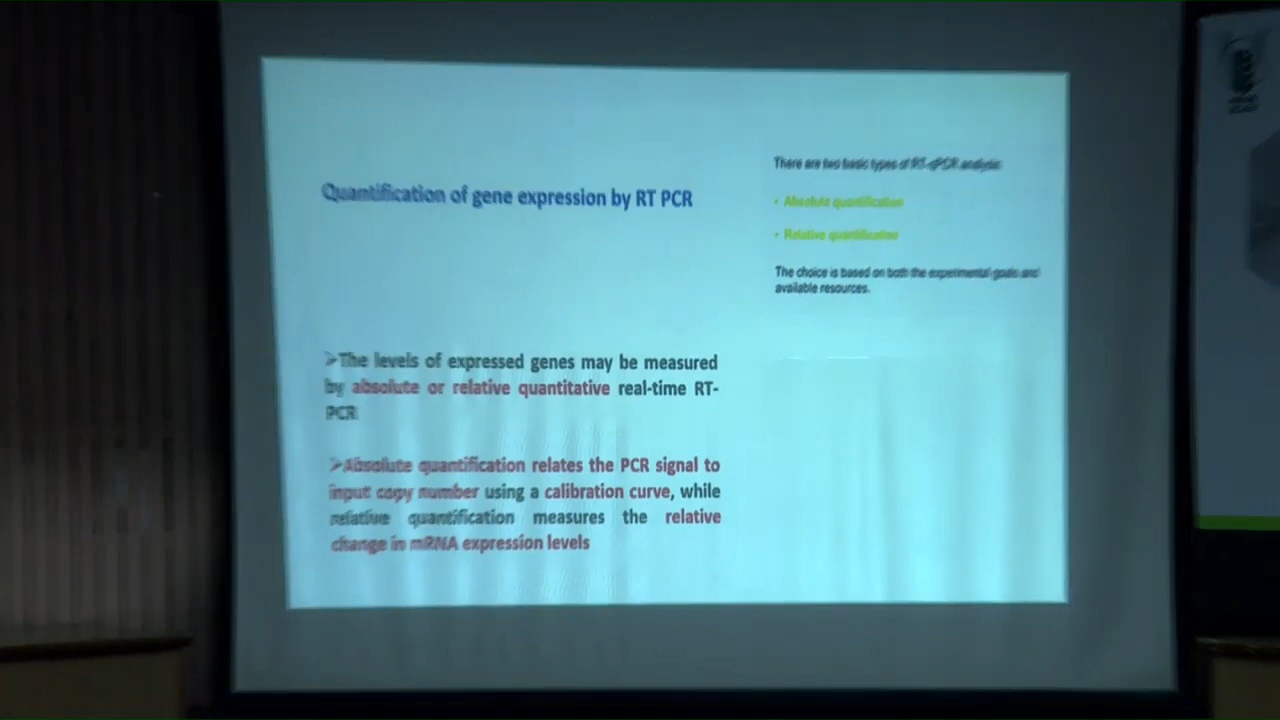 Quantification of gene expression by RT PCR
➢The levels of expressed genes may be measured
by absolute or relative quantitative real-time RT-
PCR
➢Absolute quantification relates the PCR signal to
input copy number using a calibration curve, while
relative quantification measures the relative
change in mRNA expression levels
There are two basic types of RT-qPCR analysis:
• Absolute quantification
• Relative quantification
The choice is based on both the experimental goals and
available resources.